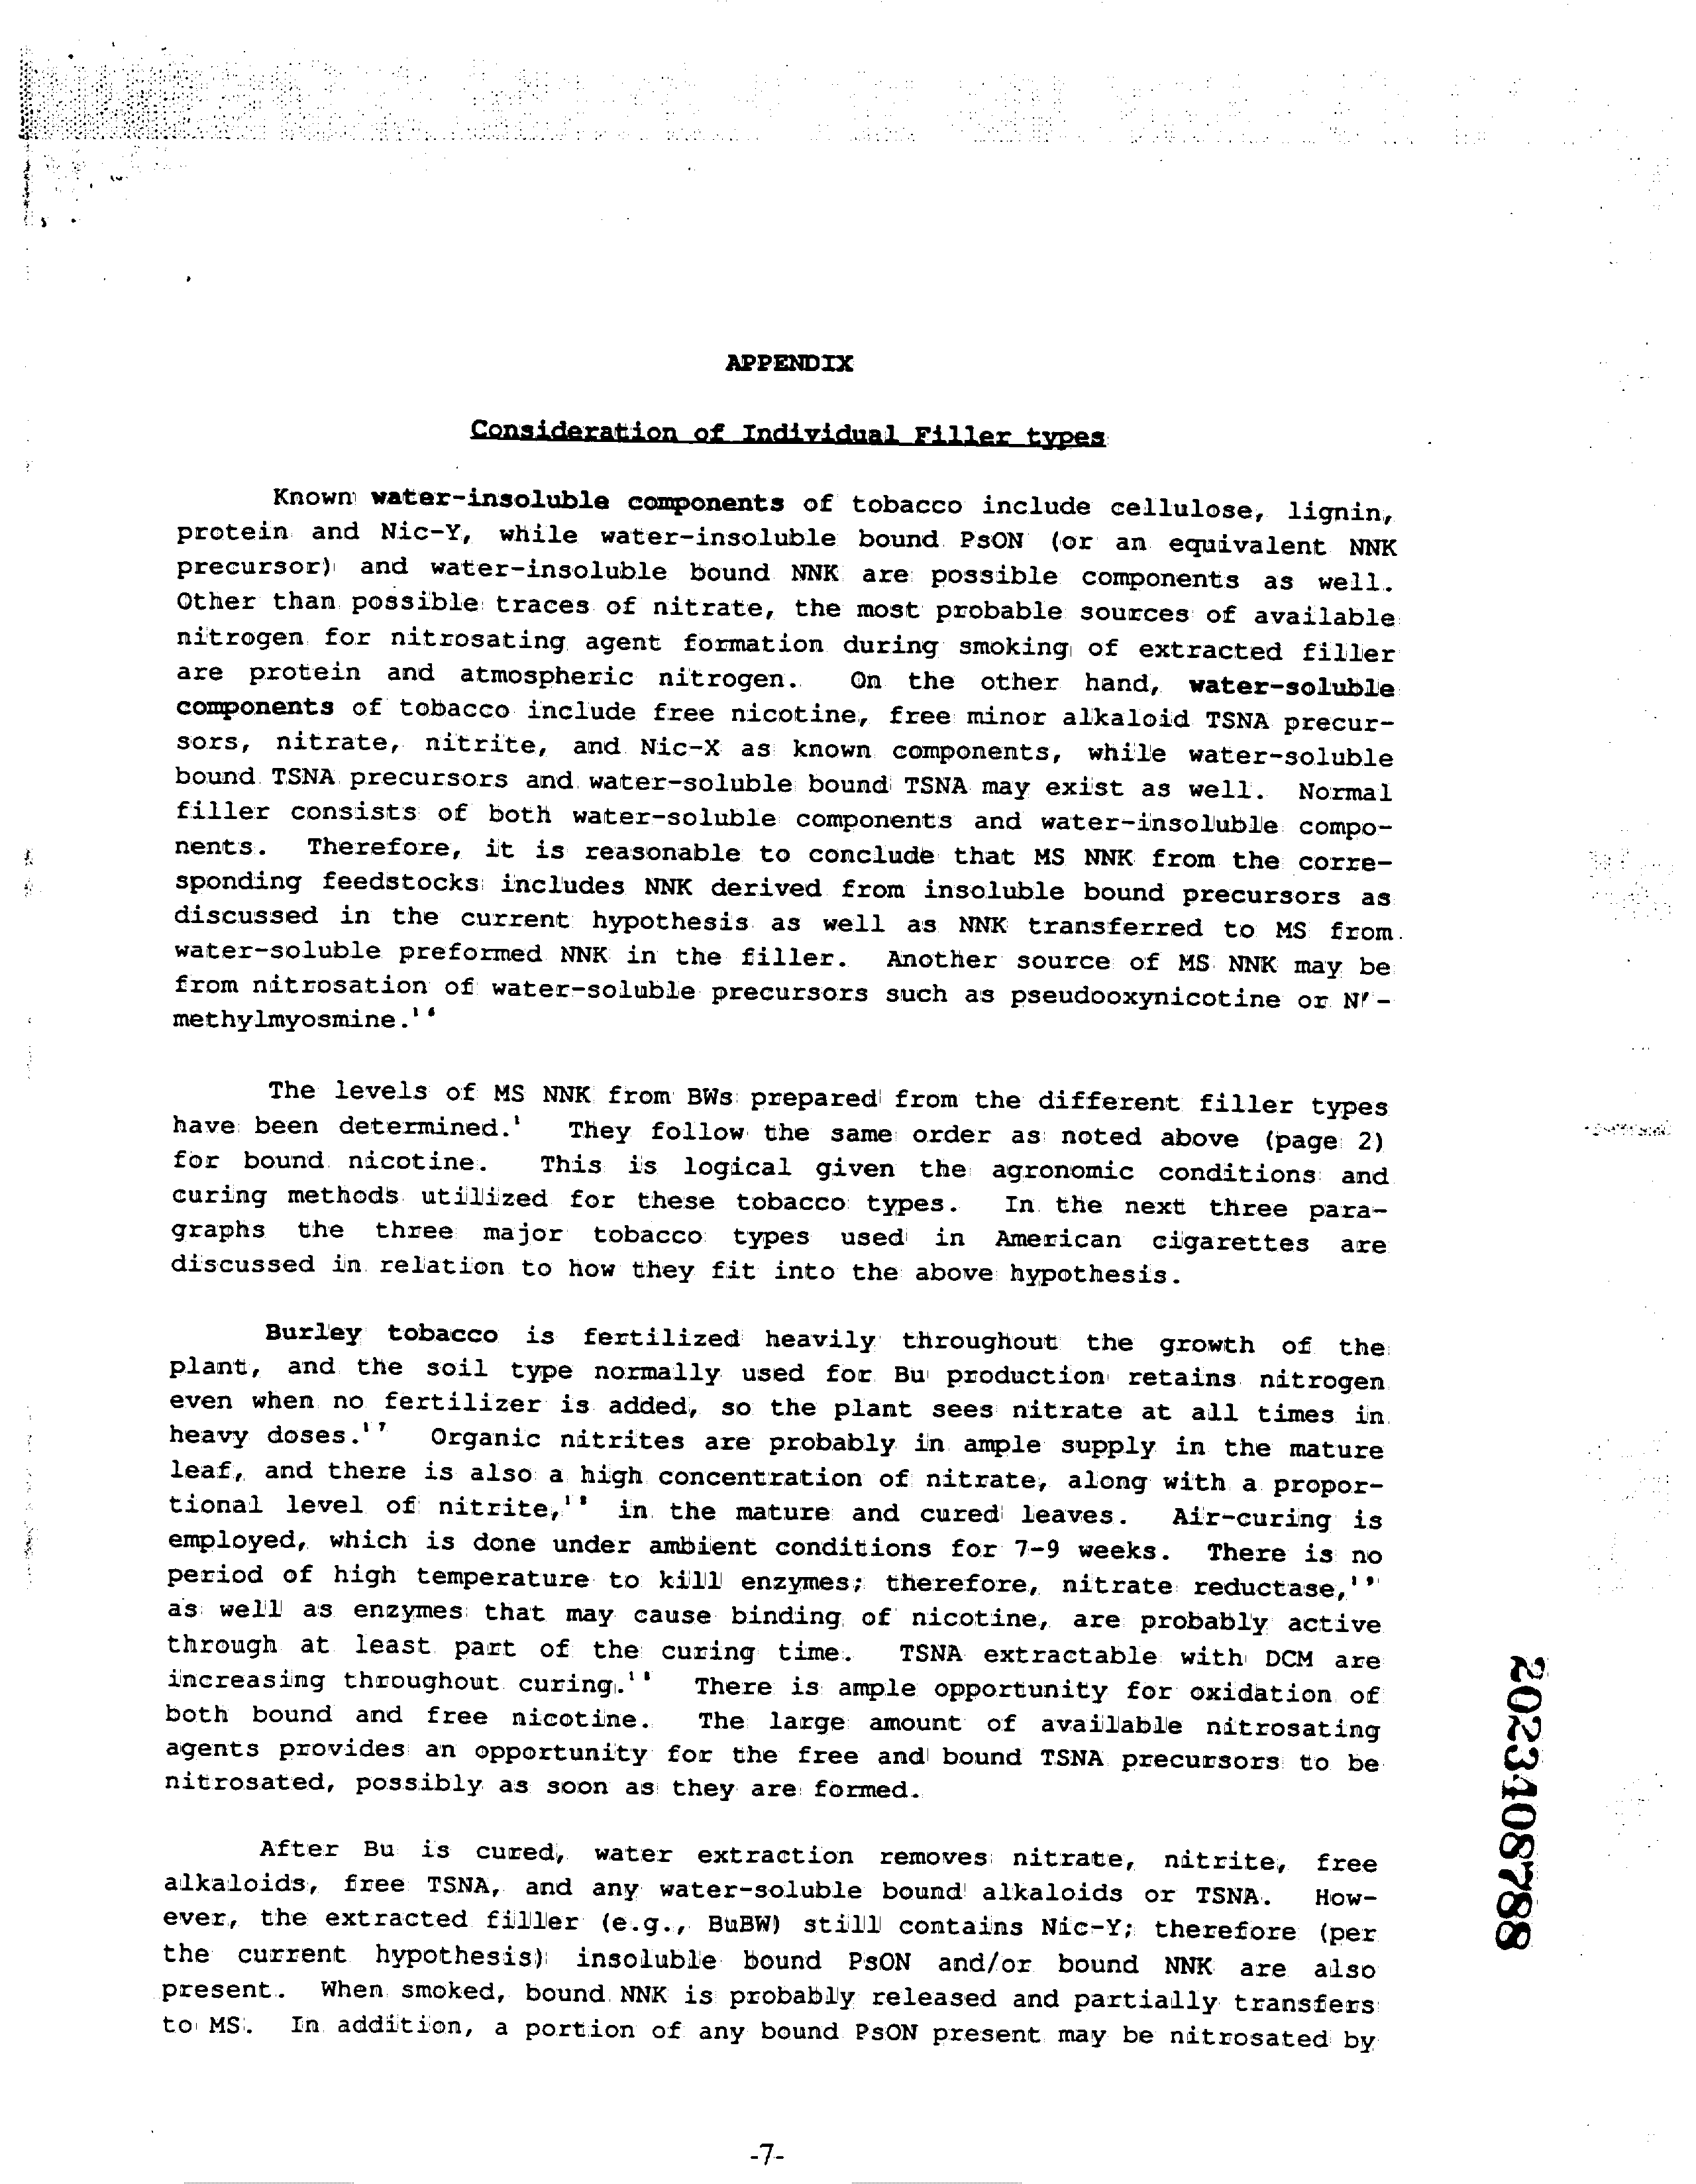 APPENDIX
Consideration of Individual Filler types
Known water-insoluble components of tobacco include cellulose, lignin,
protein and Nic-Y, while water-insoluble bound PsON (or an equivalent NNK
precursor) and water-insoluble bound NNK are possible components as well.
Other than possible traces of nitrate, the most probable sources of available
nitrogen for nitrosating agent formation during smoking of extracted filler
are protein and atmospheric nitrogen. On the other hand, water-soluble
components of tobacco include free nicotine, free minor alkaloid TSNA precur-
sors, nitrate, nitrite, and Nic-X as known components, while water-soluble
bound TSNA precursors and water-soluble bound TSNA may exist as well. Normal
filler consists of both water-soluble components and water-insoluble compo-
nents. Therefore, it is reasonable to conclude that MS NNK from the corre-
sponding feedstocks includes NNK derived from insoluble bound precursors as
discussed in the current hypothesis as well as NNK transferred to MS from
water-soluble preformed NNK in the filler. Another source of MS NNK may be
from nitrosation of water-soluble precursors such as pseudooxynicotine or N'-
methylmyosmine.¹⁶
The levels of MS NNK from BWs prepared from the different filler types
have been determined.¹ They follow the same order as noted above (page 2)
for bound nicotine. This is logical given the agronomic conditions and
curing methods utilized for these tobacco types. In the next three para-
graphs the three major tobacco types used in American cigarettes are
discussed in relation to how they fit into the above hypothesis.
Burley tobacco is fertilized heavily throughout the growth of the
plant, and the soil type normally used for Bu production retains nitrogen
even when no fertilizer is added, so the plant sees nitrate at all times in
heavy doses.¹⁷ Organic nitrites are probably in ample supply in the mature
leaf, and there is also a high concentration of nitrate, along with a propor-
tional level of nitrite,¹⁸ in the mature and cured leaves. Air-curing is
employed, which is done under ambient conditions for 7-9 weeks. There is no
period of high temperature to kill enzymes; therefore, nitrate reductase,¹⁹
as well as enzymes that may cause binding of nicotine, are probably active
through at least part of the curing time. TSNA extractable with DCM are
increasing throughout curing.¹⁸ There is ample opportunity for oxidation of
both bound and free nicotine. The large amount of available nitrosating
agents provides an opportunity for the free and bound TSNA precursors to be
nitrosated, possibly as soon as they are formed.
After Bu is cured, water extraction removes nitrate, nitrite, free
alkaloids, free TSNA, and any water-soluble bound alkaloids or TSNA. How-
ever, the extracted filler (e.g., BuBW) still contains Nic-Y; therefore (per
the current hypothesis) insoluble bound PsON and/or bound NNK are also
present. When smoked, bound NNK is probably released and partially transfers
to MS. In addition, a portion of any bound PsON present may be nitrosated by
-7-
2023408788